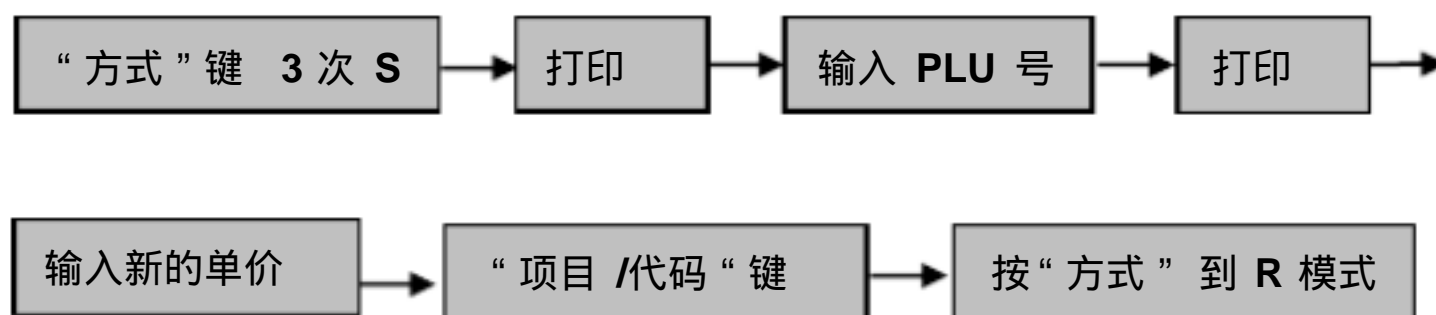 “方式”键 3次 S 打印 输入 PLU 号 打印
输入新的单价 “项目 /代码“键 按“方式” 到 R 模式